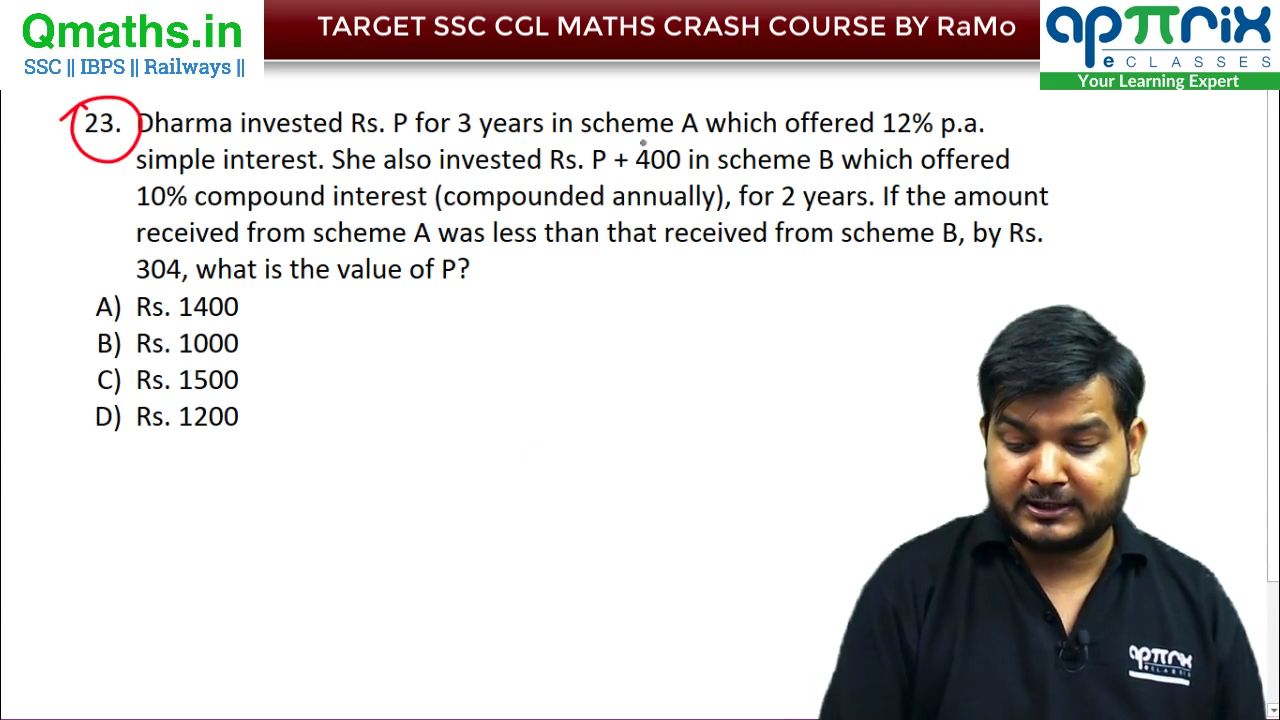 Qmaths.in
SSC || IBPS || Railways ||
TARGET SSC CGL MATHS CRASH COURSE BY RaMo
apπrix
e CLASSES
Your Learning Expert
23. Dharma invested Rs. P for 3 years in scheme A which offered 12% p.a.
simple interest. She also invested Rs. P + 400 in scheme B which offered
10% compound interest (compounded annually), for 2 years. If the amount
received from scheme A was less than that received from scheme B, by Rs.
304, what is the value of P?
A) Rs. 1400
B) Rs. 1000
C) Rs. 1500
D) Rs. 1200
apπrix
e CLASSES